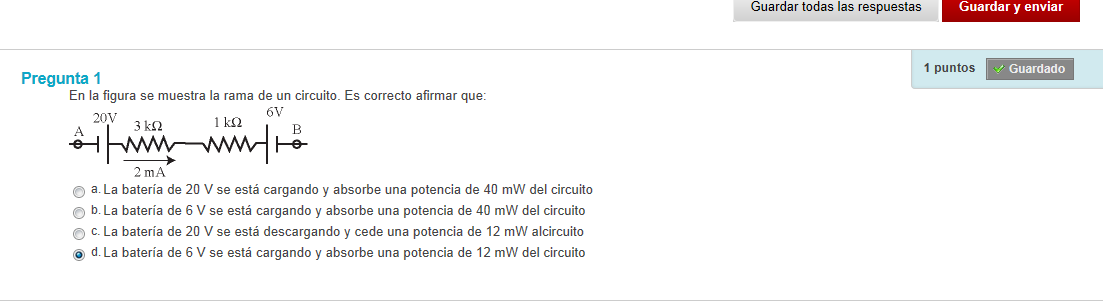 Guardar todas las respuestas Guardar y enviar
1 puntos Guardado
Pregunta 1
En la figura se muestra la rama de un circuito. Es correcto afirmar que:
20V 3 kΩ 1 kΩ 6V
A B
2 mA
a. La batería de 20 V se está cargando y absorbe una potencia de 40 mW del circuito
b. La batería de 6 V se está cargando y absorbe una potencia de 40 mW del circuito
c. La batería de 20 V se está descargando y cede una potencia de 12 mW alcircuito
d. La batería de 6 V se está cargando y absorbe una potencia de 12 mW del circuito